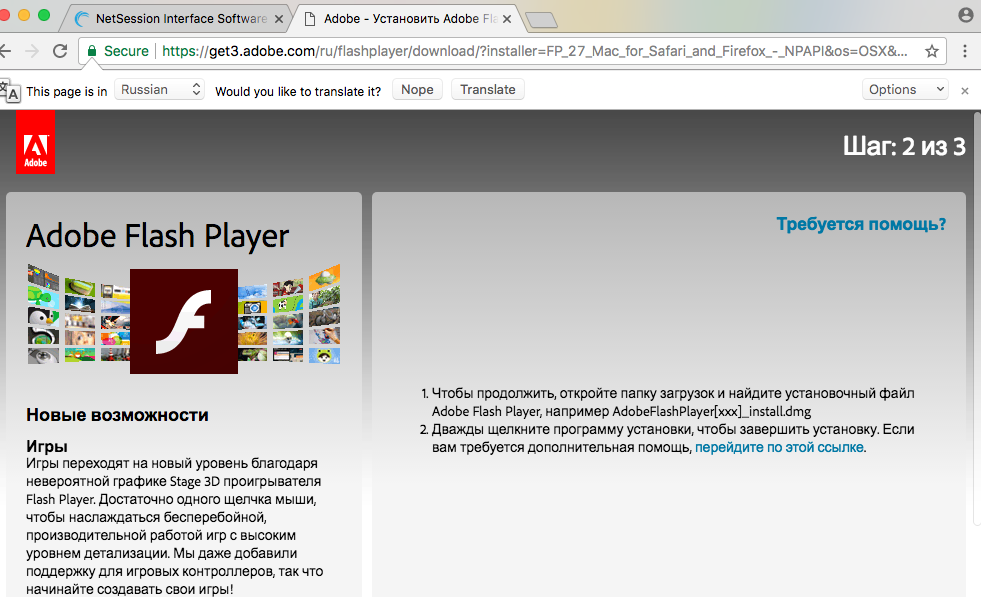 NetSession Interface Software
Adobe - Установить Adobe Fla
Secure
https://get3.adobe.com/ru/flashplayer/download/?installer=FP_27_Mac_for_Safari_and_Firefox_-_NPAPI&os=OSX&...
This page is in
Russian
Would you like to translate it?
Nope
Translate
Options
Adobe
Шаг: 2 из 3
Adobe Flash Player
Новые возможности
Игры
Игры переходят на новый уровень благодаря
невероятной графике Stage 3D проигрывателя
Flash Player. Достаточно одного щелчка мыши,
чтобы наслаждаться бесперебойной,
производительной работой игр с высоким
уровнем детализации. Мы даже добавили
поддержку для игровых контроллеров, так что
начинайте создавать свои игры!
Требуется помощь?
1. Чтобы продолжить, откройте папку загрузок и найдите установочный файл
Adobe Flash Player, например AdobeFlashPlayer[xxx]_install.dmg
2. Дважды щелкните программу установки, чтобы завершить установку. Если
вам требуется дополнительная помощь, перейдите по этой ссылке.